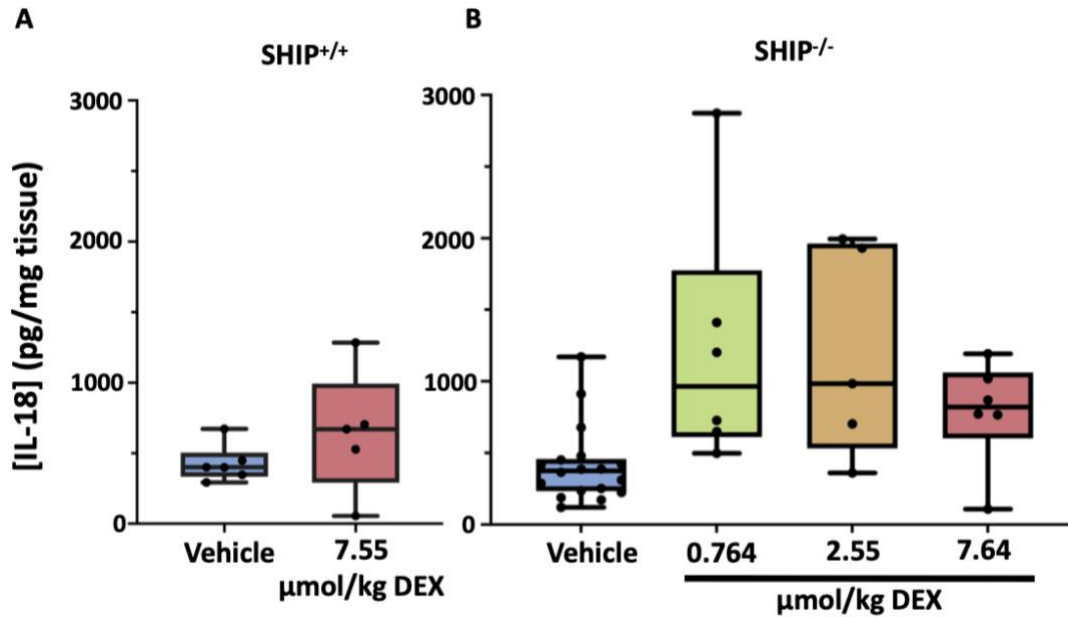 A
B
SHIP+/+
SHIP-/-
[IL-18] (pg/mg tissue)
3000
2000
1000
0
Vehicle
7.55
µmol/kg DEX
3000
2000
1000
0
Vehicle
0.764
2.55
7.64
µmol/kg DEX